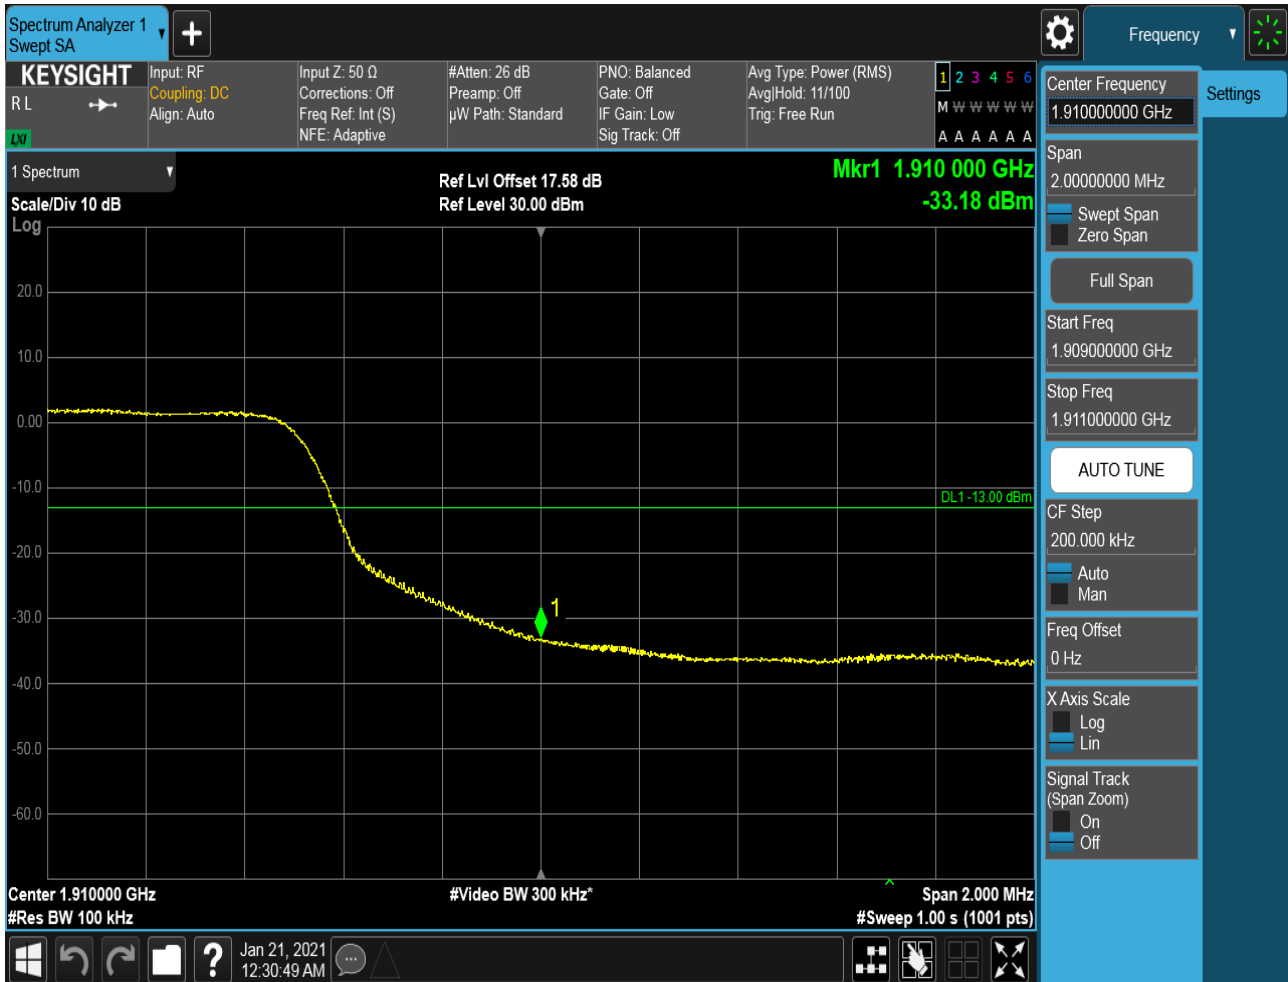 Spectrum Analyzer 1
Swept SA
+
Frequency
KEYSIGHT
R L
LXI
Input: RF
Coupling: DC
Align: Auto
Input Z: 50 Ω
Corrections: Off
Freq Ref: Int (S)
NFE: Adaptive
#Atten: 26 dB
Preamp: Off
µW Path: Standard
PNO: Balanced
Gate: Off
IF Gain: Low
Sig Track: Off
Avg Type: Power (RMS)
Avg|Hold: 11/100
Trig: Free Run
1 2 3 4 5 6
M W W W W W
A A A A A A
1 Spectrum
Scale/Div 10 dB
Log
Ref Lvl Offset 17.58 dB
Ref Level 30.00 dBm
Mkr1 1.910 000 GHz
-33.18 dBm
20.0
10.0
0.00
-10.0
-20.0
-30.0
-40.0
-50.0
-60.0
DL1 -13.00 dBm
1
Center 1.910000 GHz
#Res BW 100 kHz
#Video BW 300 kHz*
Span 2.000 MHz
#Sweep 1.00 s (1001 pts)
Center Frequency
1.910000000 GHz
Settings
Span
2.00000000 MHz
Swept Span
Zero Span
Full Span
Start Freq
1.909000000 GHz
Stop Freq
1.911000000 GHz
AUTO TUNE
CF Step
200.000 kHz
Auto
Man
Freq Offset
0 Hz
X Axis Scale
Log
Lin
Signal Track
(Span Zoom)
On
Off
?
Jan 21, 2021
12:30:49 AM